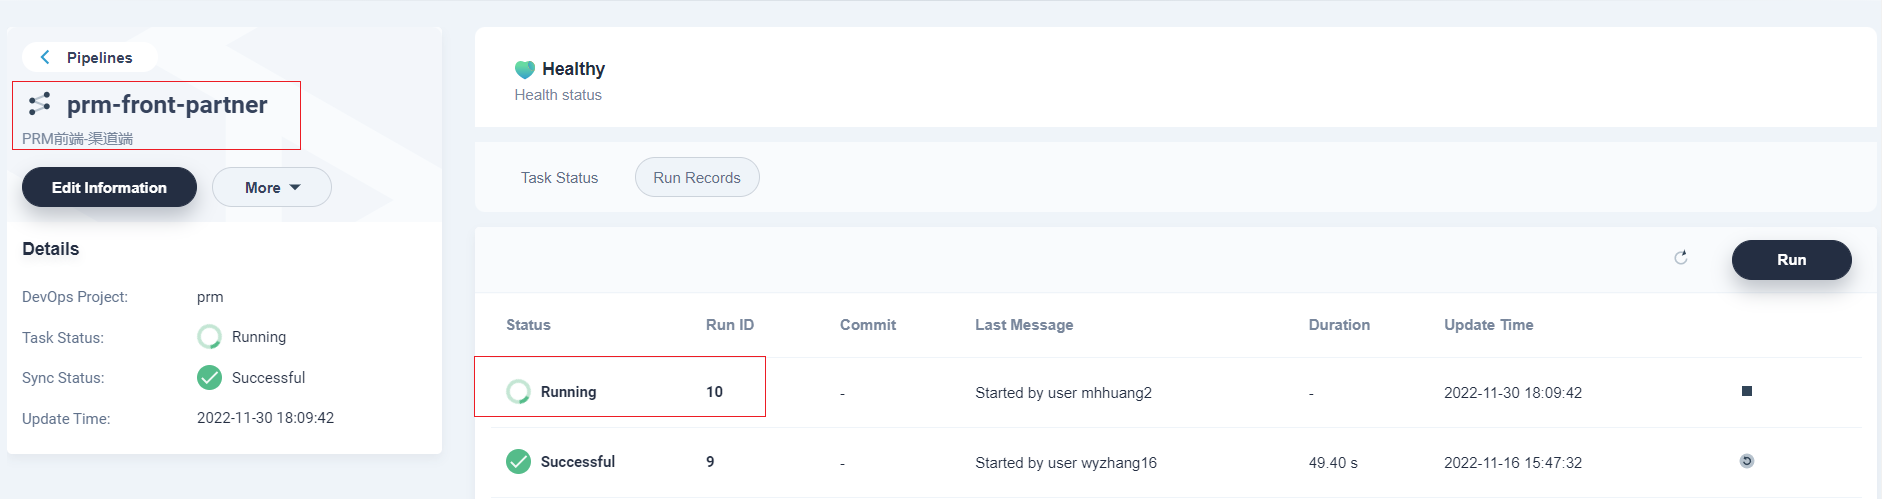 Pipelines
prm-front-partner
PRM前端-渠道端
Edit Information
More
Details
DevOps Project: prm
Task Status: Running
Sync Status: Successful
Update Time: 2022-11-30 18:09:42
Healthy
Health status
Task Status Run Records
Run
Status Run ID Commit Last Message Duration Update Time
Running 10 - Started by user mhhuang2 - 2022-11-30 18:09:42
Successful 9 - Started by user wyzhang16 49.40 s 2022-11-16 15:47:32